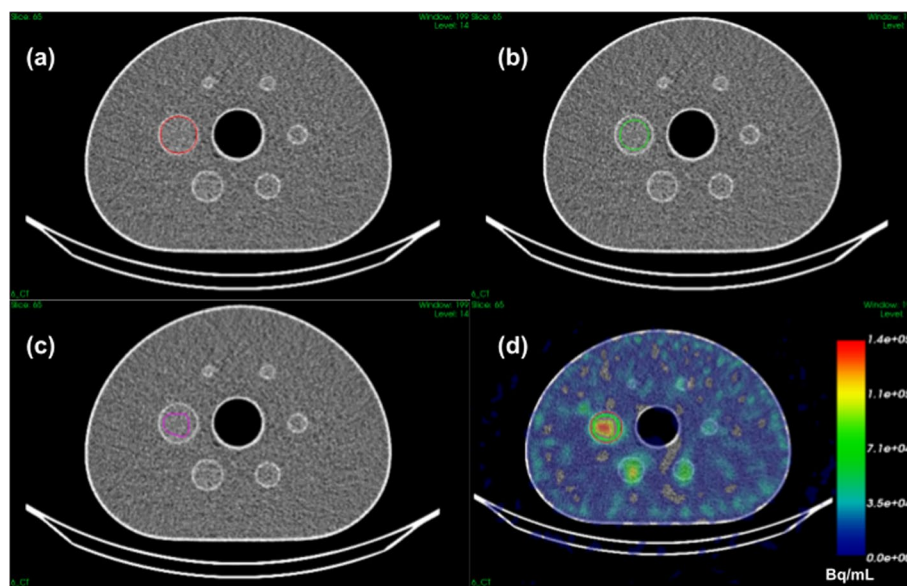 Slice: 65
Window: 199
Level: 14
(a)
6_CT
Slice: 65
Window: 1
Level:
(b)
6_CT
Slice: 65
Window: 199
Level: 14
(c)
6_CT
Slice: 65
Window: 1
Level:
(d)
1.4e+05
1.1e+05
7.1e+04
3.5e+04
0.0e+00
Bq/mL
6_CT